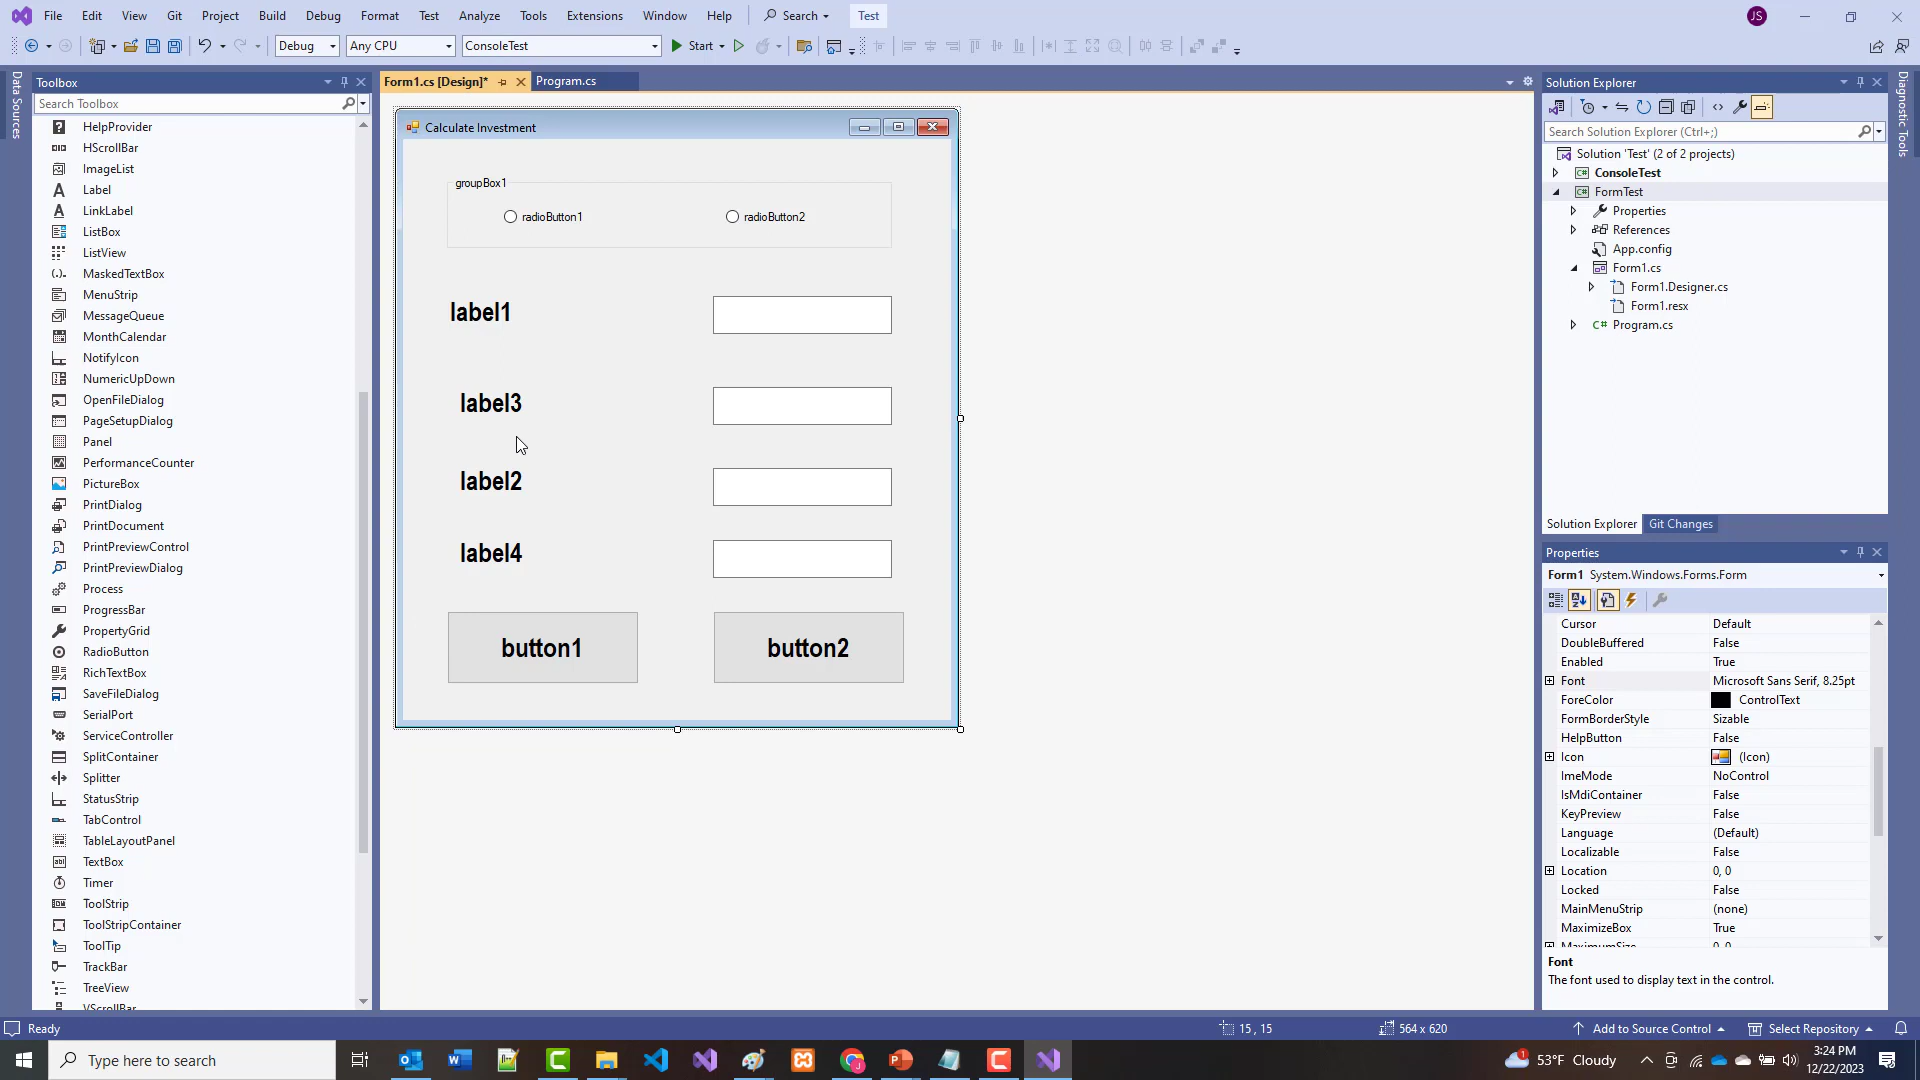 File Edit View Git Project Build Debug Format Test Analyze Tools Extensions Window Help Search Test JS
Debug Any CPU ConsoleTest Start
Data Sources
Toolbox
Search Toolbox
HelpProvider
HScrollBar
ImageList
Label
LinkLabel
ListBox
ListView
MaskedTextBox
MenuStrip
MessageQueue
MonthCalendar
NotifyIcon
NumericUpDown
OpenFileDialog
PageSetupDialog
Panel
PerformanceCounter
PictureBox
PrintDialog
PrintDocument
PrintPreviewControl
PrintPreviewDialog
Process
ProgressBar
PropertyGrid
RadioButton
RichTextBox
SaveFileDialog
SerialPort
ServiceController
SplitContainer
Splitter
StatusStrip
TabControl
TableLayoutPanel
TextBox
Timer
ToolStrip
ToolStripContainer
ToolTip
TrackBar
TreeView
VScrollBar
Form1.cs [Design]* Program.cs
Calculate Investment
groupBox1
radioButton1 radioButton2
label1
label3
label2
label4
button1 button2
Solution Explorer
Search Solution Explorer (Ctrl+;)
Solution 'Test' (2 of 2 projects)
ConsoleTest
FormTest
Properties
References
App.config
Form1.cs
Form1.Designer.cs
Form1.resx
Program.cs
Solution Explorer Git Changes
Diagnostic Tools
Properties
Form1 System.Windows.Forms.Form
Cursor Default
DoubleBuffered False
Enabled True
Font Microsoft Sans Serif, 8.25pt
ForeColor ControlText
FormBorderStyle Sizable
HelpButton False
Icon (Icon)
ImeMode NoControl
IsMdiContainer False
KeyPreview False
Language (Default)
Localizable False
Location 0, 0
Locked False
MainMenuStrip (none)
MaximizeBox True
MaximumSize 0, 0
Font
The font used to display text in the control.
Ready 15 , 15 564 x 620 Add to Source Control Select Repository
Type here to search 53°F Cloudy 3:24 PM
12/22/2023